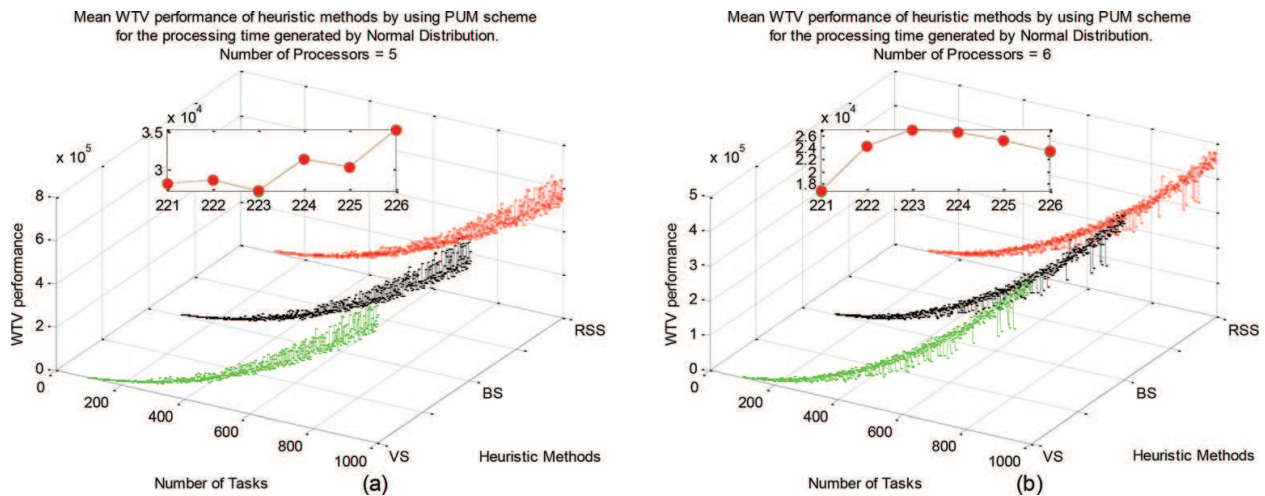 Mean WTV performance of heuristic methods by using PUM scheme
for the processing time generated by Normal Distribution.
Number of Processors = 5
x 10^4
3.5
3
221 222 223 224 225 226
x 10^5
8
6
4
2
0
WTV performance
0
200
400
600
800
1000
VS
BS
RSS
Heuristic Methods
Number of Tasks
(a)
Mean WTV performance of heuristic methods by using PUM scheme
for the processing time generated by Normal Distribution.
Number of Processors = 6
x 10^4
2.6
2.4
2.2
1.8
221 222 223 224 225 226
x 10^5
5
4
3
2
1
0
WTV performance
0
200
400
600
800
1000
VS
BS
RSS
Heuristic Methods
Number of Tasks
(b)